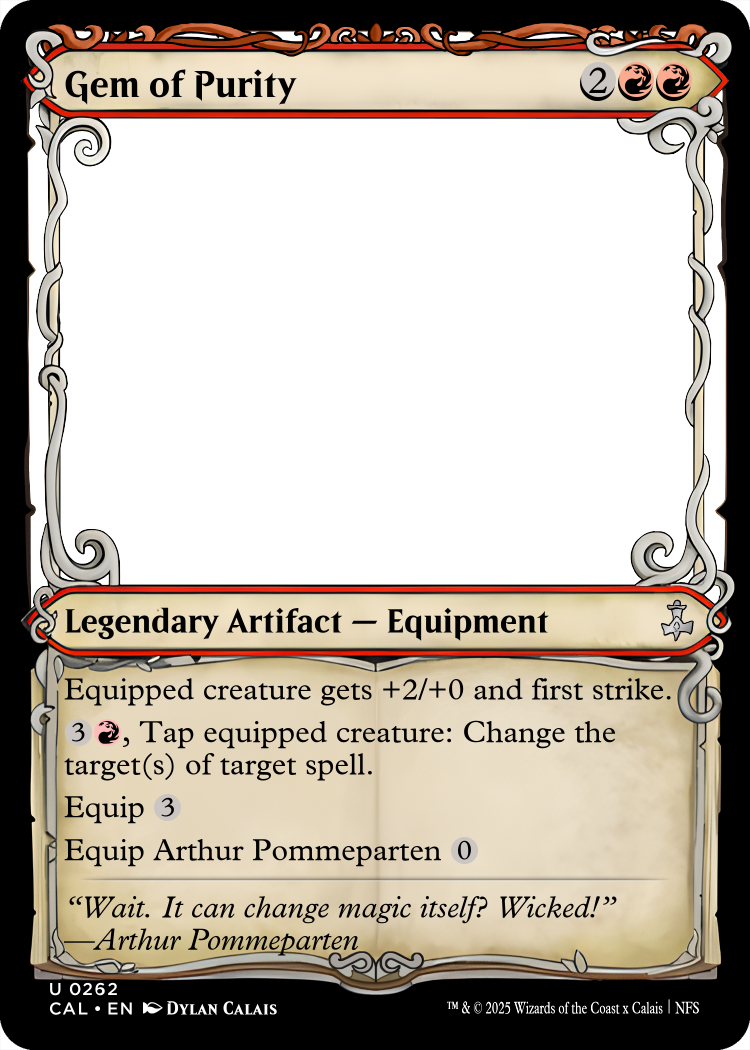 Gem of Purity 2
Legendary Artifact — Equipment
Equipped creature gets +2/+0 and first strike.
3 , Tap equipped creature: Change the
target(s) of target spell.
Equip 3
Equip Arthur Pommeparten 0
“Wait. It can change magic itself? Wicked!”
—Arthur Pommeparten
U 0262
CAL • EN DYLAN CALAIS
™ & © 2025 Wizards of the Coast x Calais | NFS